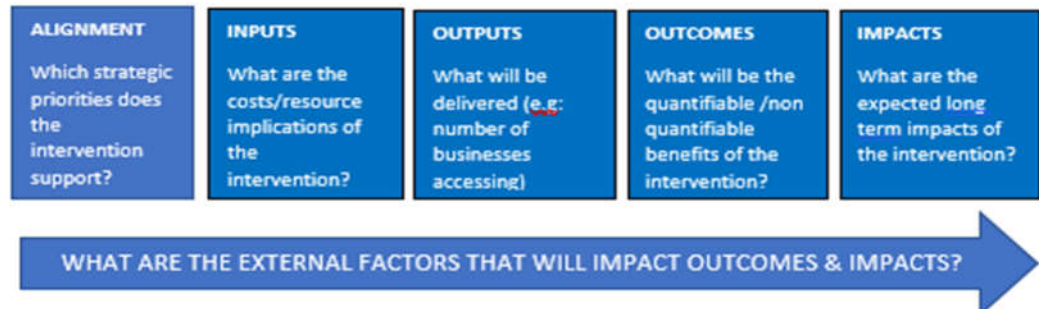 ALIGNMENT
Which strategic
priorities does
the
intervention
support?
INPUTS
What are the
costs/resource
implications of
the
intervention?
OUTPUTS
What will be
delivered (e.g:
number of
businesses
accessing)
OUTCOMES
What will be the
quantifiable /non
quantifiable
benefits of the
intervention?
IMPACTS
What are the
expected long
term impacts of
the intervention?
WHAT ARE THE EXTERNAL FACTORS THAT WILL IMPACT OUTCOMES & IMPACTS?